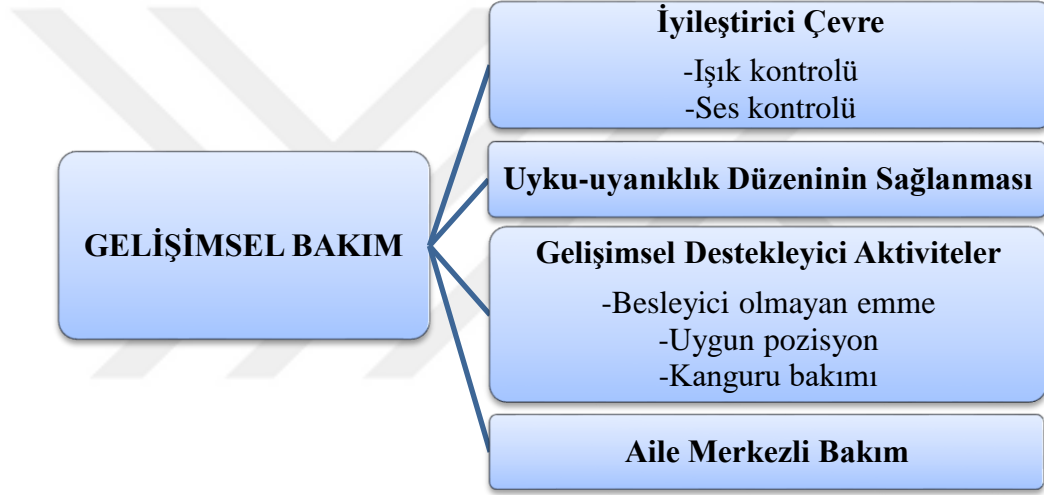 GELİŞİMSEL BAKIM
İyileştirici Çevre
-Işık kontrolü
-Ses kontrolü
Uyku-uyanıklık Düzeninin Sağlanması
Gelişimsel Destekleyici Aktiviteler
-Besleyici olmayan emme
-Uygun pozisyon
-Kanguru bakımı
Aile Merkezli Bakım